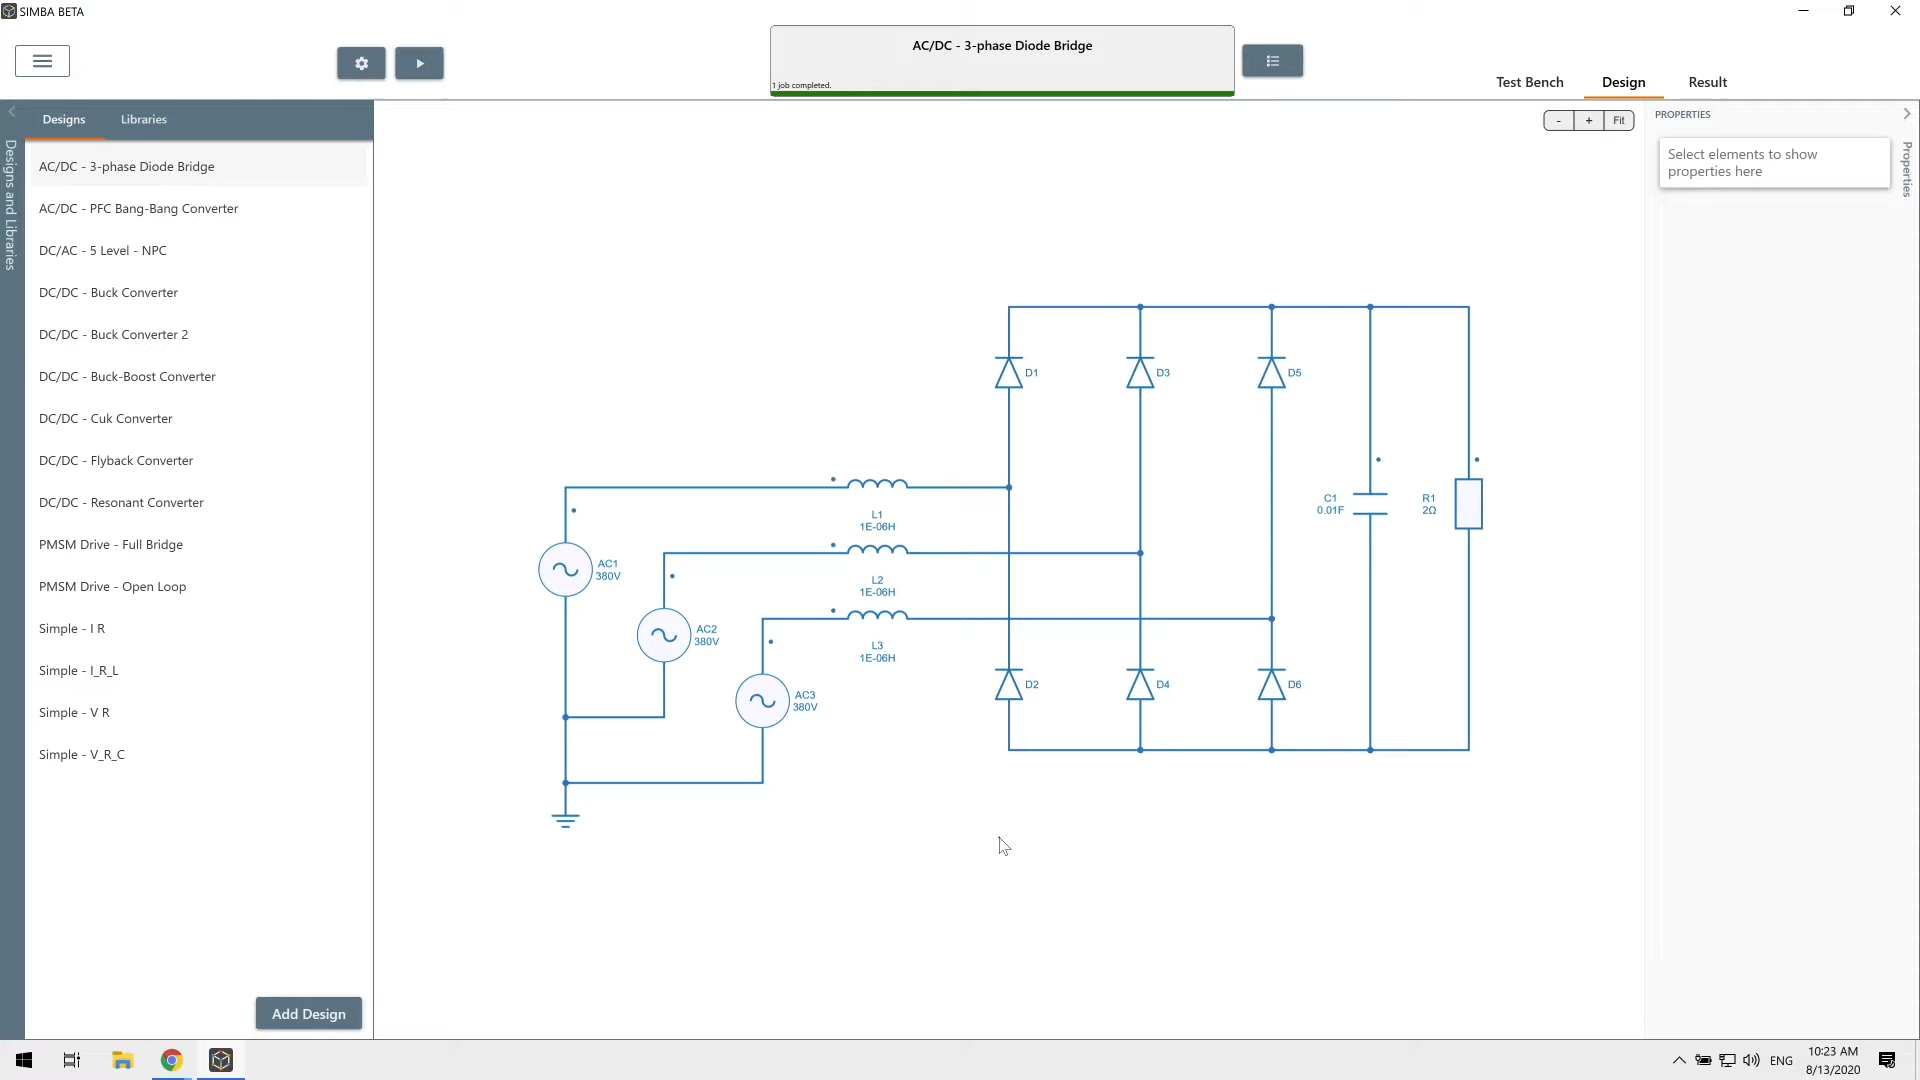 SIMBA BETA
AC/DC - 3-phase Diode Bridge
1 job completed.
Test Bench
Design
Result
Designs
Libraries
Designs and Libraries
AC/DC - 3-phase Diode Bridge
AC/DC - PFC Bang-Bang Converter
DC/AC - 5 Level - NPC
DC/DC - Buck Converter
DC/DC - Buck Converter 2
DC/DC - Buck-Boost Converter
DC/DC - Cuk Converter
DC/DC - Flyback Converter
DC/DC - Resonant Converter
PMSM Drive - Full Bridge
PMSM Drive - Open Loop
Simple - I R
Simple - I_R_L
Simple - V R
Simple - V_R_C
Add Design
-
+
Fit
PROPERTIES
Select elements to show
properties here
Properties
D1
D3
D5
C1
0.01F
R1
2Ω
L1
1E-06H
AC1
380V
L2
1E-06H
AC2
380V
L3
1E-06H
AC3
380V
D2
D4
D6
ENG
10:23 AM
8/13/2020